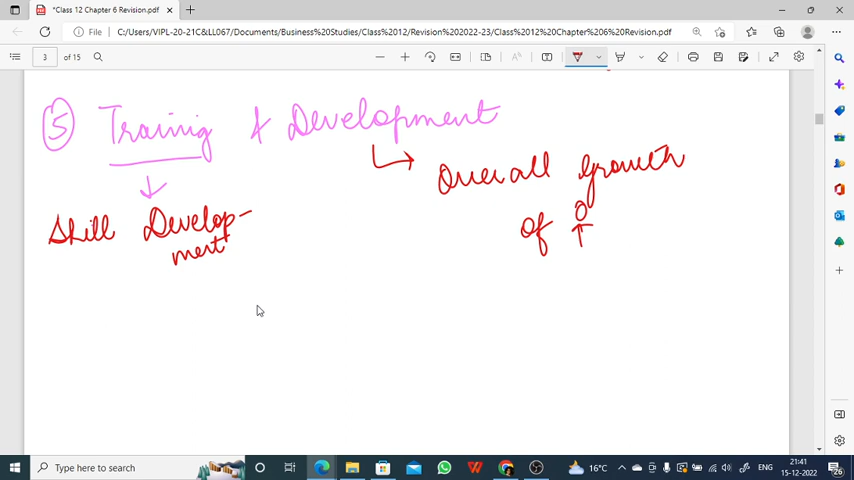 *Class 12 Chapter 6 Revision.pdf
File
C:/Users/VIPL-20-21C&LL067/Documents/Business%20Studies/Class%2012/Revision%202022-23/Class%2012%20Chapter%206%20Revision.pdf
3 of 15
5 Training & Development
Overall growth
of
Skill Develop-
ment
Type here to search
16°C
ENG
21:41
15-12-2022
26